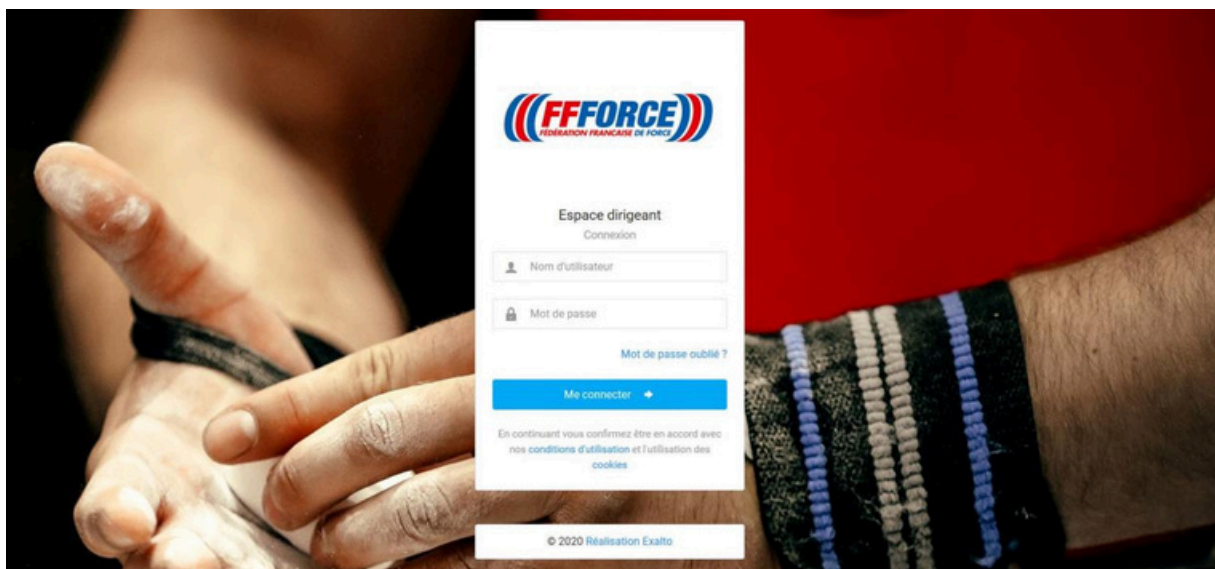 FFFORCE
FÉDÉRATION FRANCAISE DE FORCE
Espace dirigeant
Connexion
Nom d'utilisateur
Mot de passe
Mot de passe oublié ?
Me connecter
En continuant vous confirmez être en accord avec
nos conditions d'utilisation et l'utilisation des
cookies
© 2020 Réalisation Exalto